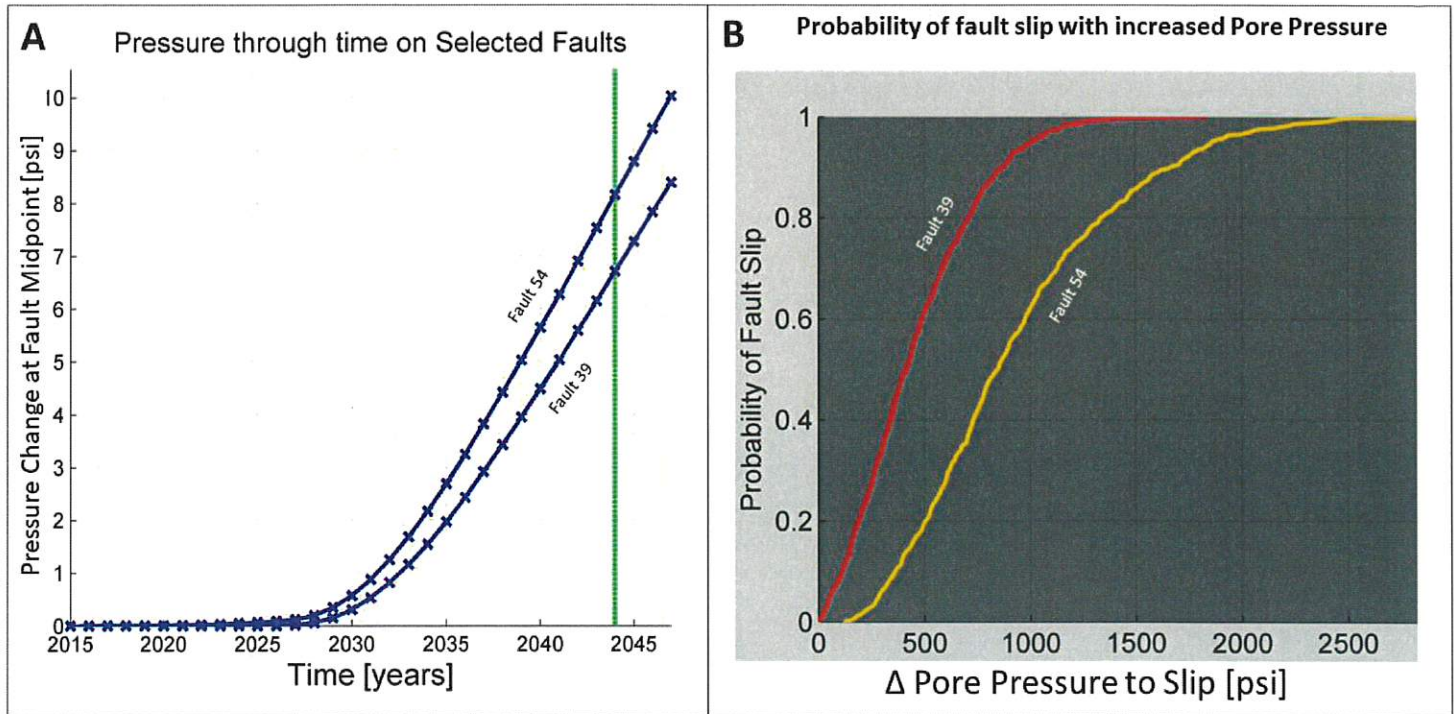 A
Pressure through time on Selected Faults
Pressure Change at Fault Midpoint [psi]
10
9
8
7
6
5
4
3
2
1
0
Fault 54
Fault 39
2015
2020
2025
2030
2035
2040
2045
Time [years]
B
Probability of fault slip with increased Pore Pressure
Probability of Fault Slip
1
0.8
0.6
0.4
0.2
0
Fault 39
Fault 54
0
500
1000
1500
2000
2500
Δ Pore Pressure to Slip [psi]